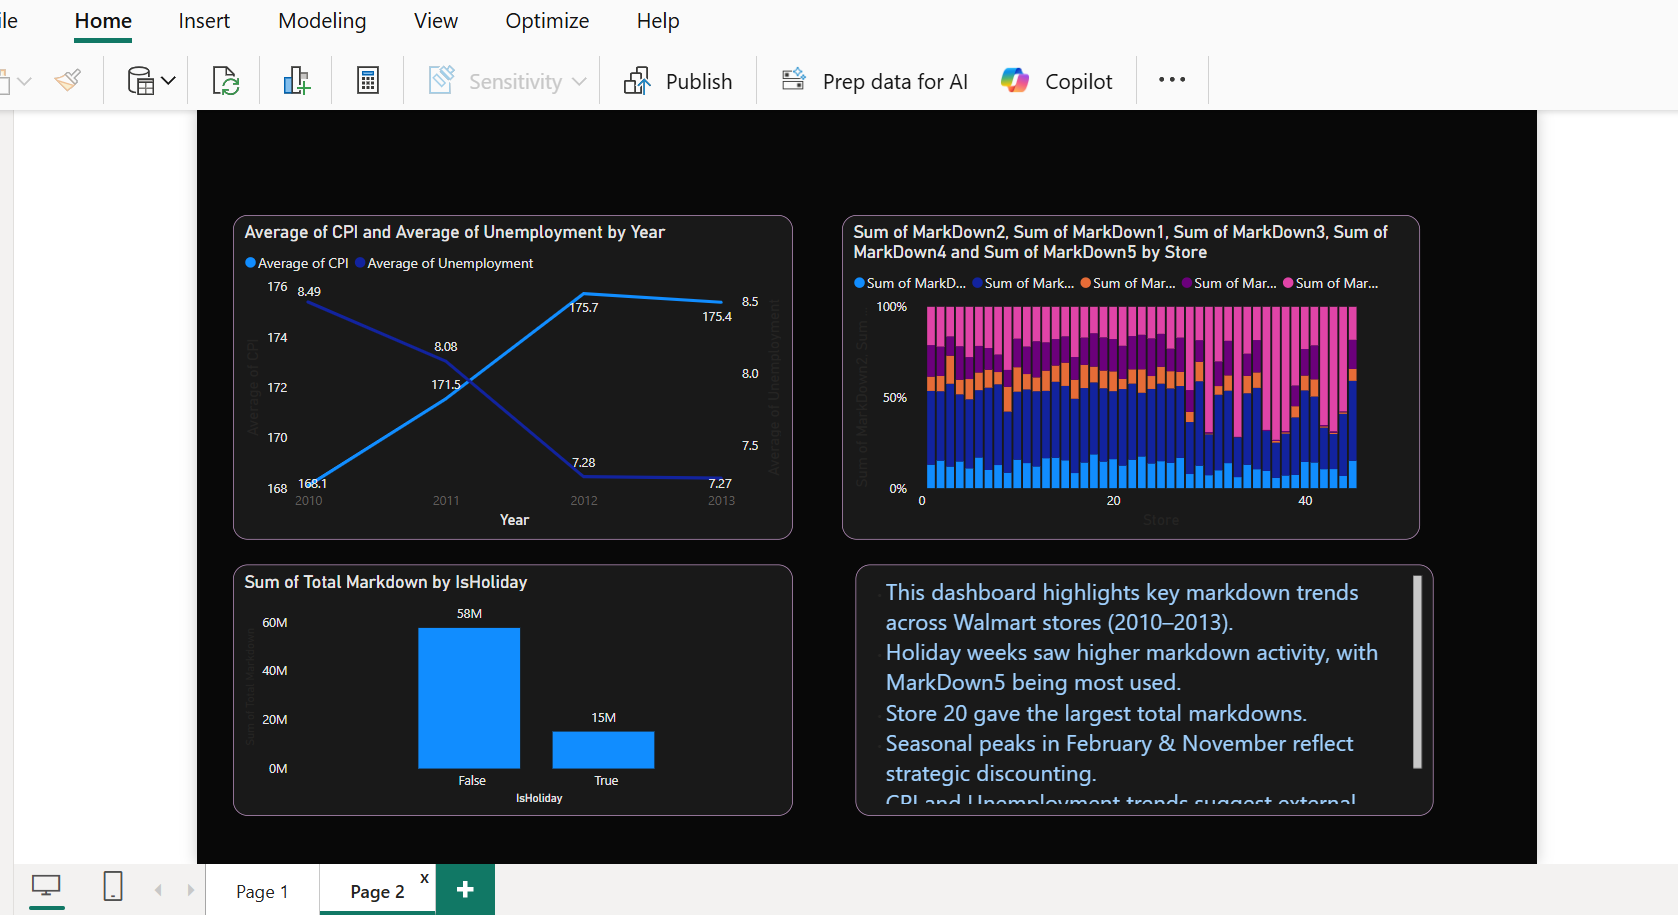 ile Home Insert Modeling View Optimize Help
Sensitivity Publish Prep data for AI Copilot ...
Average of CPI and Average of Unemployment by Year
Average of CPI Average of Unemployment
176
174
172
170
168
Average of CPI
8.49
8.08
171.5
175.7
175.4
7.28
7.27
168.1
8.5
8.0
7.5
Average of Unemployment
2010 2011 2012 2013
Year
Sum of MarkDown2, Sum of MarkDown1, Sum of MarkDown3, Sum of
MarkDown4 and Sum of MarkDown5 by Store
Sum of MarkD... Sum of Mark... Sum of Mar... Sum of Mar... Sum of Mar...
100%
50%
0%
Sum of MarkDown2, Sum ...
0 20 40
Store
Sum of Total Markdown by IsHoliday
60M
40M
20M
0M
Sum of Total Markdown
58M
15M
False True
IsHoliday
This dashboard highlights key markdown trends
across Walmart stores (2010–2013).
Holiday weeks saw higher markdown activity, with
MarkDown5 being most used.
Store 20 gave the largest total markdowns.
Seasonal peaks in February & November reflect
strategic discounting.
CPI and Unemployment trends suggest external
Page 1 Page 2 x +